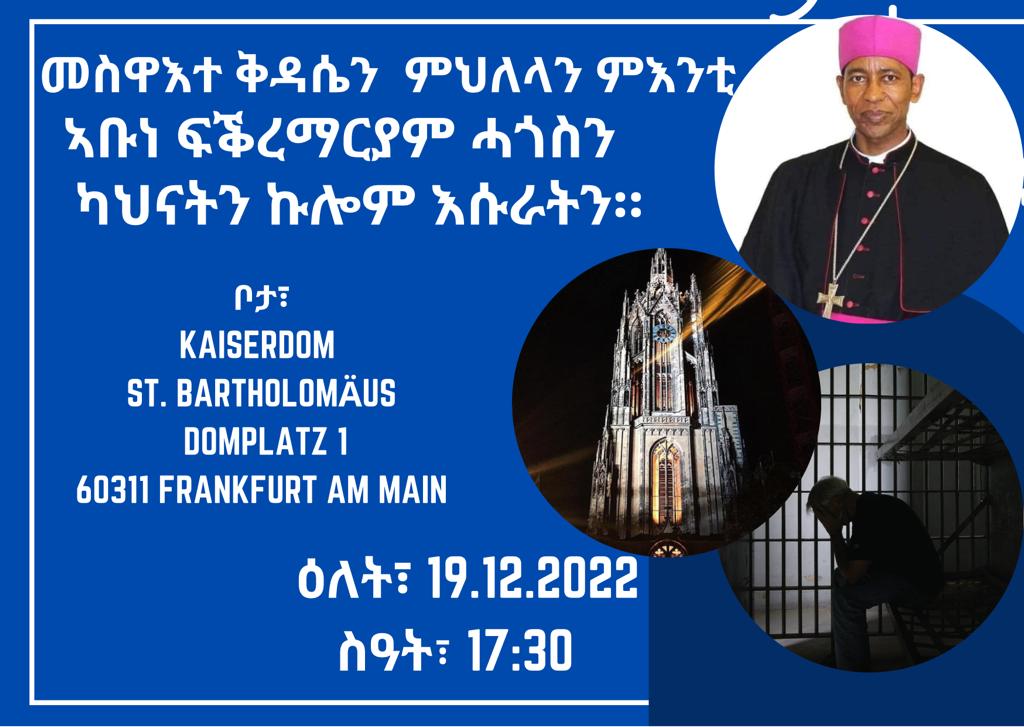 መስዋእተ ቅዳሴን ምህለላን ምእንቲ
ኣቡነ ፍቕረማርያም ሓጎስን
ካህናትን ኩሎም እሱራትን።
ቦታ፣
KAISERDOM
ST. BARTHOLOMÄUS
DOMPLATZ 1
60311 FRANKFURT AM MAIN
ዕለት፣ 19.12.2022
ስዓት፣ 17:30